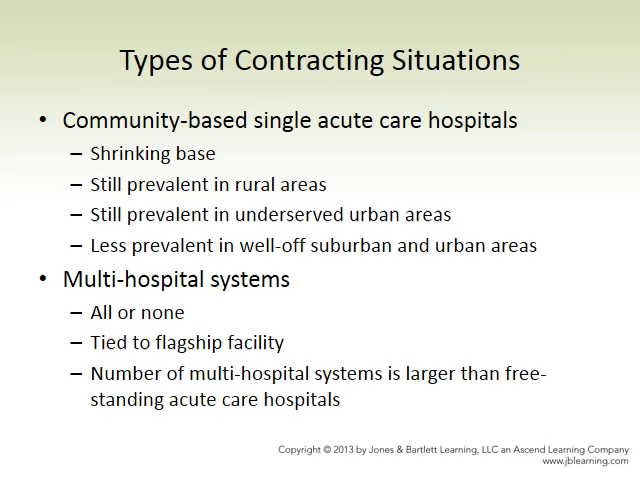 Types of Contracting Situations
• Community-based single acute care hospitals
– Shrinking base
– Still prevalent in rural areas
– Still prevalent in underserved urban areas
– Less prevalent in well-off suburban and urban areas
• Multi-hospital systems
– All or none
– Tied to flagship facility
– Number of multi-hospital systems is larger than free-
standing acute care hospitals
Copyright © 2013 by Jones & Bartlett Learning, LLC an Ascend Learning Company
www.jblearning.com